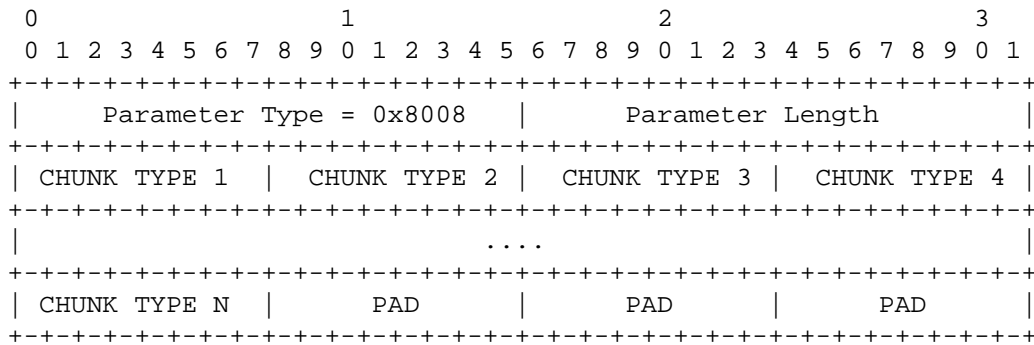 0                   1                   2                   3
0 1 2 3 4 5 6 7 8 9 0 1 2 3 4 5 6 7 8 9 0 1 2 3 4 5 6 7 8 9 0 1
+-+-+-+-+-+-+-+-+-+-+-+-+-+-+-+-+-+-+-+-+-+-+-+-+-+-+-+-+-+-+-+-+
|     Parameter Type = 0x8008   |      Parameter Length         |
+-+-+-+-+-+-+-+-+-+-+-+-+-+-+-+-+-+-+-+-+-+-+-+-+-+-+-+-+-+-+-+-+
| CHUNK TYPE 1  |  CHUNK TYPE 2 |  CHUNK TYPE 3 |  CHUNK TYPE 4 |
+-+-+-+-+-+-+-+-+-+-+-+-+-+-+-+-+-+-+-+-+-+-+-+-+-+-+-+-+-+-+-+-+
|                             ....                              |
+-+-+-+-+-+-+-+-+-+-+-+-+-+-+-+-+-+-+-+-+-+-+-+-+-+-+-+-+-+-+-+-+
| CHUNK TYPE N  |      PAD      |      PAD      |      PAD      |
+-+-+-+-+-+-+-+-+-+-+-+-+-+-+-+-+-+-+-+-+-+-+-+-+-+-+-+-+-+-+-+-+